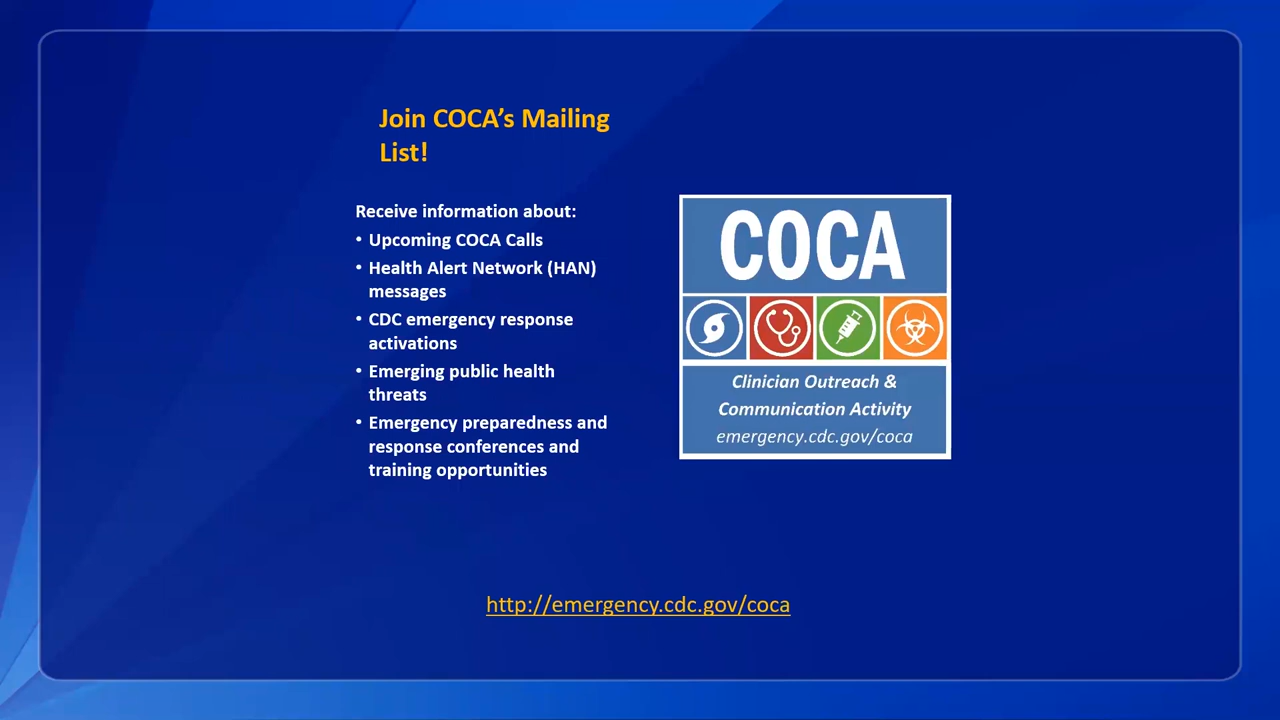 Join COCA’s Mailing
List!
Receive information about:
• Upcoming COCA Calls
• Health Alert Network (HAN)
messages
• CDC emergency response
activations
• Emerging public health
threats
• Emergency preparedness and
response conferences and
training opportunities
COCA
Clinician Outreach &
Communication Activity
emergency.cdc.gov/coca
http://emergency.cdc.gov/coca